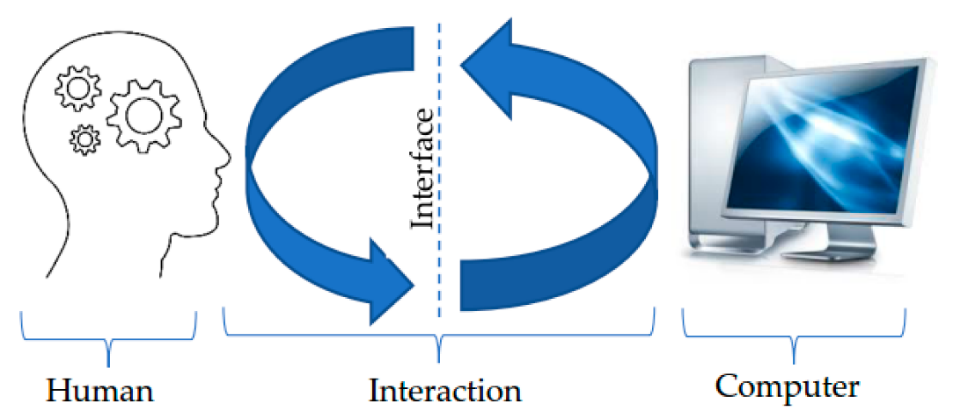 Interface
Human
Interaction
Computer